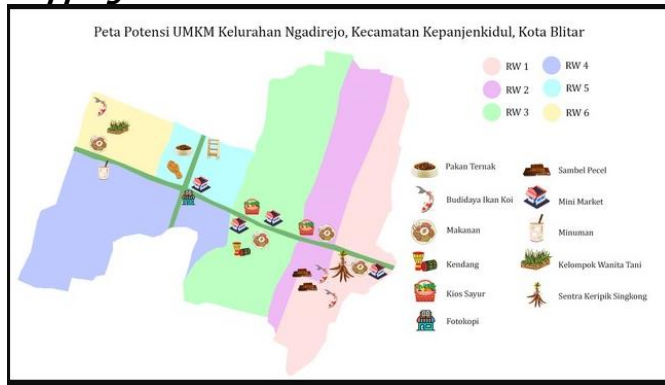 Peta Potensi UMKM Kelurahan Ngadirejo, Kecamatan Kepanjenkidul, Kota Blitar
RW 1
RW 4
RW 2
RW 5
RW 3
RW 6
Pakan Ternak
Sambel Pecel
Budidaya Ikan Koi
Mini Market
Makanan
Minuman
Kendang
Kelompok Wanita Tani
Kios Sayur
Sentra Keripik Singkong
Fotokopi